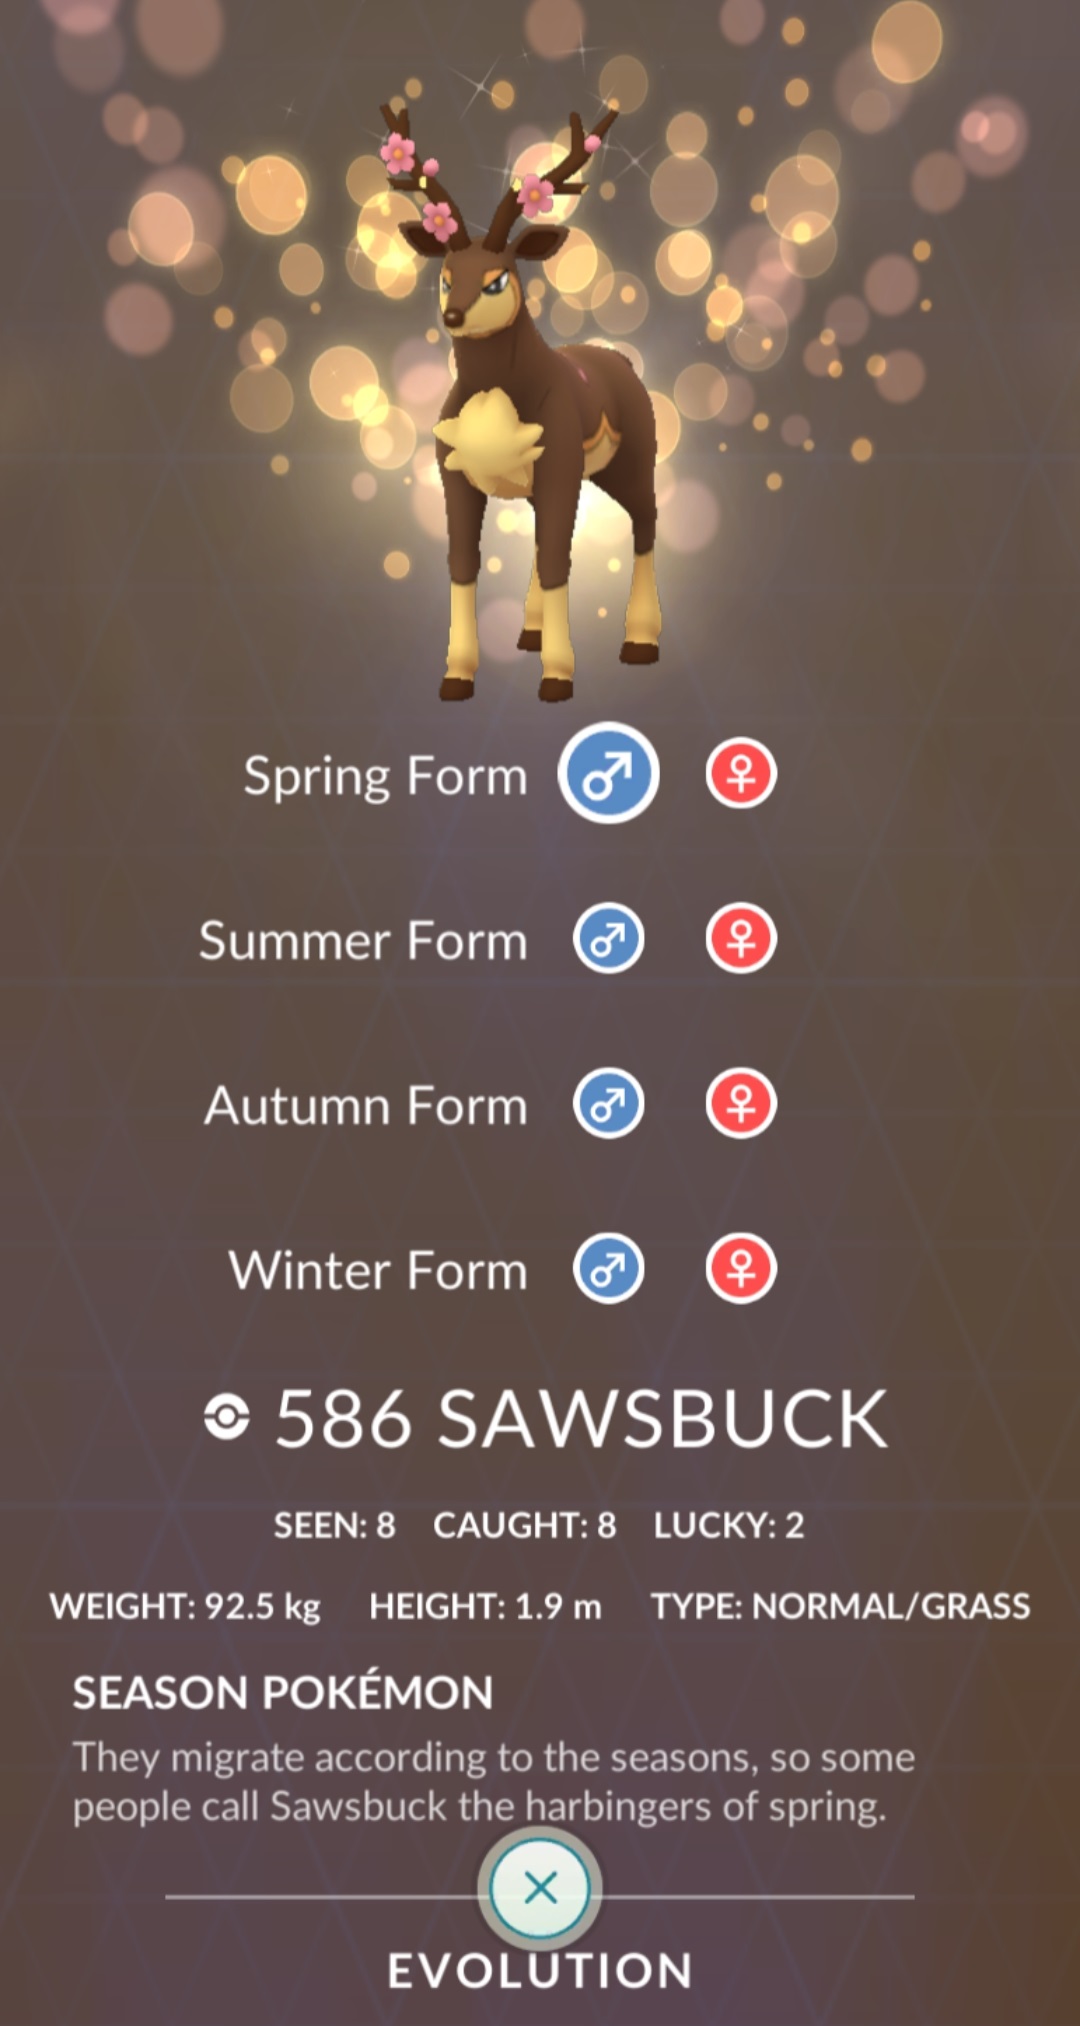 Spring Form
Summer Form
Autumn Form
Winter Form
586 SAWSBUCK
SEEN: 8 CAUGHT: 8 LUCKY: 2
WEIGHT: 92.5 kg HEIGHT: 1.9 m TYPE: NORMAL/GRASS
SEASON POKÉMON
They migrate according to the seasons, so some
people call Sawsbuck the harbingers of spring.
EVOLUTION